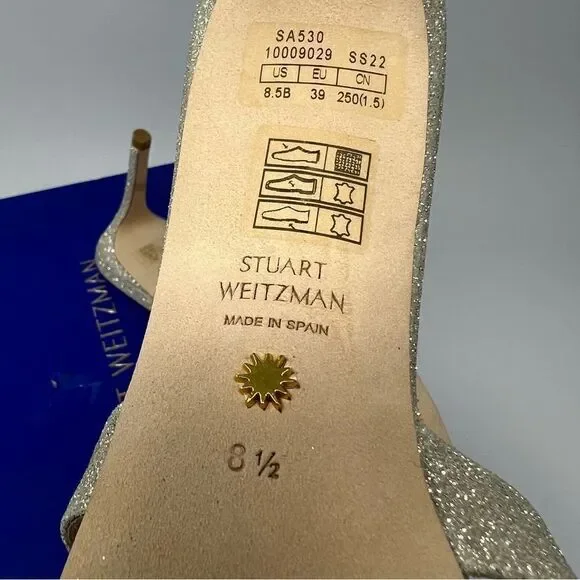 SA530
10009029 SS22
US EU CN
8.5B 39 250(1.5)
STUART
WEITZMAN
MADE IN SPAIN
8 ½
T WEITZMAN